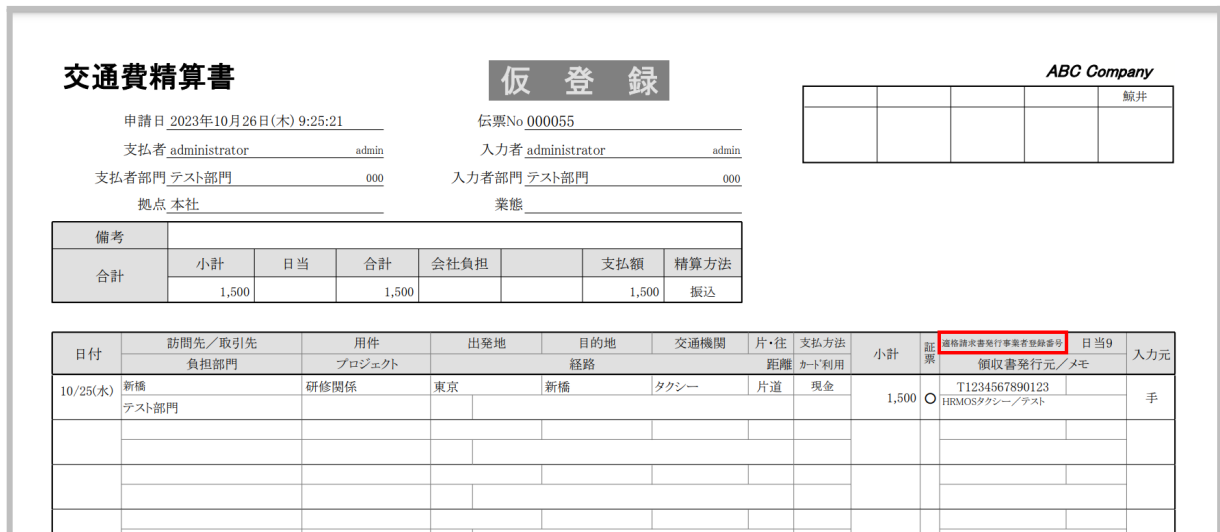 交通費精算書
仮 登 録
ABC Company
鯨井
申請日 2023年10月26日(木) 9:25:21
伝票No 000055
支払者 administrator admin
入力者 administrator admin
支払者部門 テスト部門 000
入力者部門 テスト部門 000
拠点 本社
業態
備考
合計
小計 日当 合計 会社負担 支払額 精算方法
1,500 1,500 1,500 振込
日付 訪問先/取引先 用件 出発地 目的地 交通機関 片・往 支払方法 小計 証票 適格請求書発行事業者登録番号 日当9 入力元
負担部門 プロジェクト 経路 距離 カード利用 領収書発行元/メモ
10/25(水) 新橋 研修関係 東京 新橋 タクシー 片道 現金 1,500 〇 T1234567890123 手
テスト部門 HRMOSタクシー/テスト